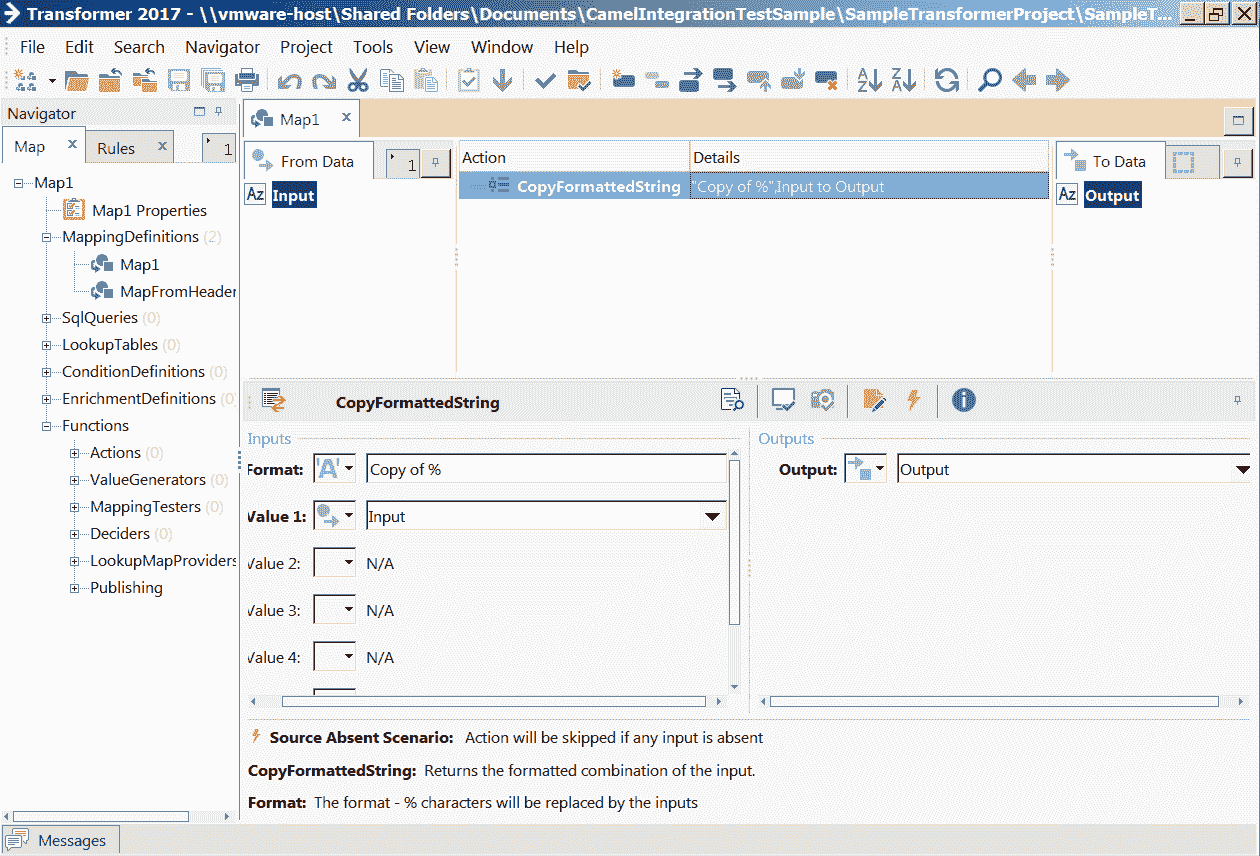 Transformer 2017 - \\vmware-host\Shared Folders\Documents\CamelIntegrationTestSample\SampleTransformerProject\SampleT...
File Edit Search Navigator Project Tools View Window Help
Navigator
Map Rules 1
Map1
Map1 Properties
MappingDefinitions (2)
Map1
MapFromHeader
SqlQueries (0)
LookupTables (0)
ConditionDefinitions (0)
EnrichmentDefinitions (0)
Functions
Actions (0)
ValueGenerators (0)
MappingTesters (0)
Deciders (0)
LookupMapProviders
Publishing
Map1
From Data 1
Az Input
Action Details
CopyFormattedString "Copy of %",Input to Output
To Data
Az Output
CopyFormattedString
Inputs
Format: 'A' Copy of %
Value 1: Input
Value 2: N/A
Value 3: N/A
Value 4: N/A
Outputs
Output: Output
Source Absent Scenario: Action will be skipped if any input is absent
CopyFormattedString: Returns the formatted combination of the input.
Format: The format - % characters will be replaced by the inputs
Messages